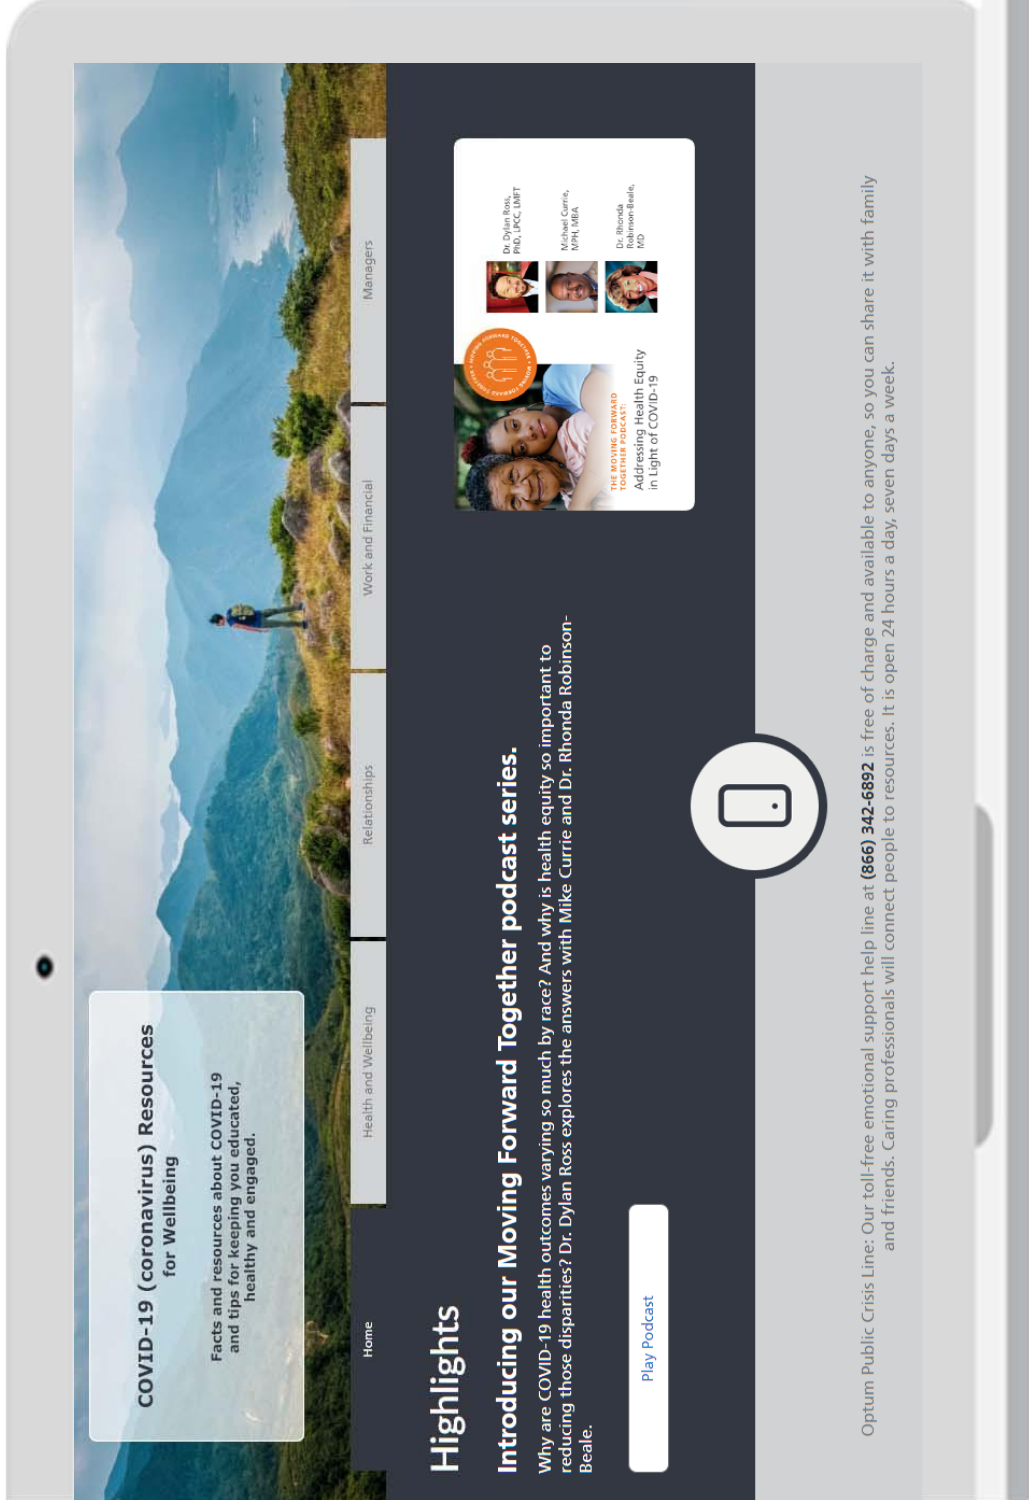 COVID-19 (coronavirus) Resources
for Wellbeing
Facts and resources about COVID-19
and tips for keeping you educated,
healthy and engaged.
Home
Health and Wellbeing
Relationships
Work and Financial
Managers
Highlights
Introducing our Moving Forward Together podcast series.
Why are COVID-19 health outcomes varying so much by race? And why is health equity so important to
reducing those disparities? Dr. Dylan Ross explores the answers with Mike Currie and Dr. Rhonda Robinson-
Beale.
Play Podcast
MOVING FORWARD TOGETHER • MOVING FORWARD TOGETHER •
THE MOVING FORWARD
TOGETHER PODCAST:
Addressing Health Equity
in Light of COVID-19
Dr. Dylan Ross,
PhD, LPCC, LMFT
Michael Currie,
MPH, MBA
Dr. Rhonda
Robinson-Beale,
MD
Optum Public Crisis Line: Our toll-free emotional support help line at (866) 342-6892 is free of charge and available to anyone, so you can share it with family
and friends. Caring professionals will connect people to resources. It is open 24 hours a day, seven days a week.